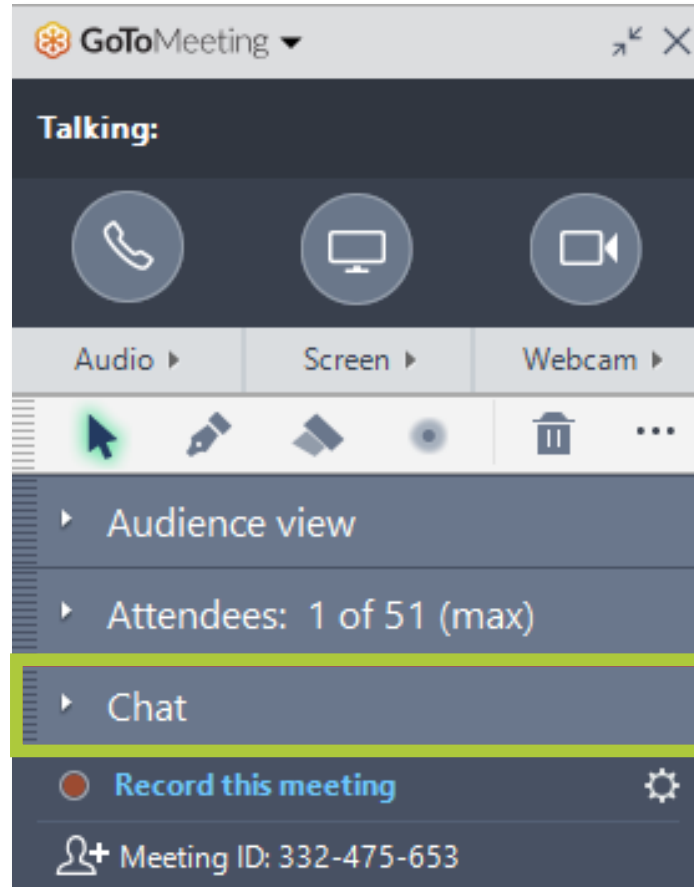 GoToMeeting
Talking:
Audio Screen Webcam
Audience view
Attendees: 1 of 51 (max)
Chat
Record this meeting
Meeting ID: 332-475-653